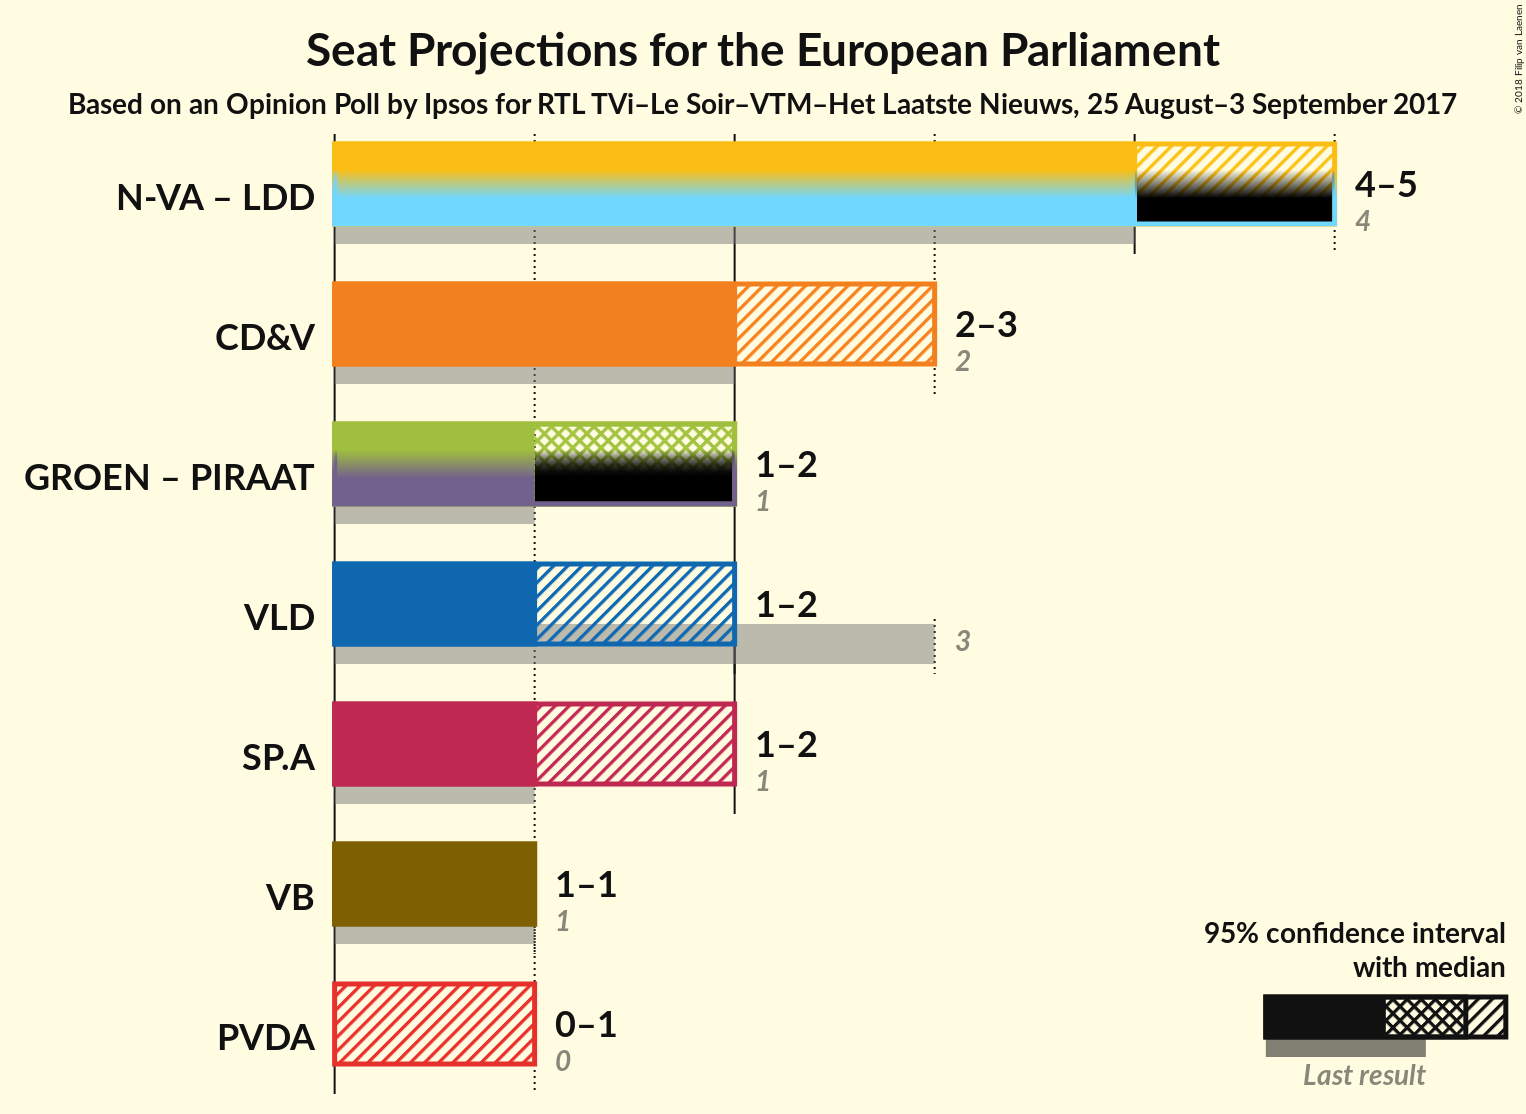 Seat Projections for the European Parliament
Based on an Opinion Poll by Ipsos for RTL TVi–Le Soir–VTM–Het Laatste Nieuws, 25 August–3 September 2017
© 2018 Filip van Laenen
N-VA – LDD
4–5
4
CD&V
2–3
2
GROEN – PIRAAT
1–2
1
VLD
1–2
3
SP.A
1–2
1
VB
1–1
1
PVDA
0–1
0
95% confidence interval
with median
Last result